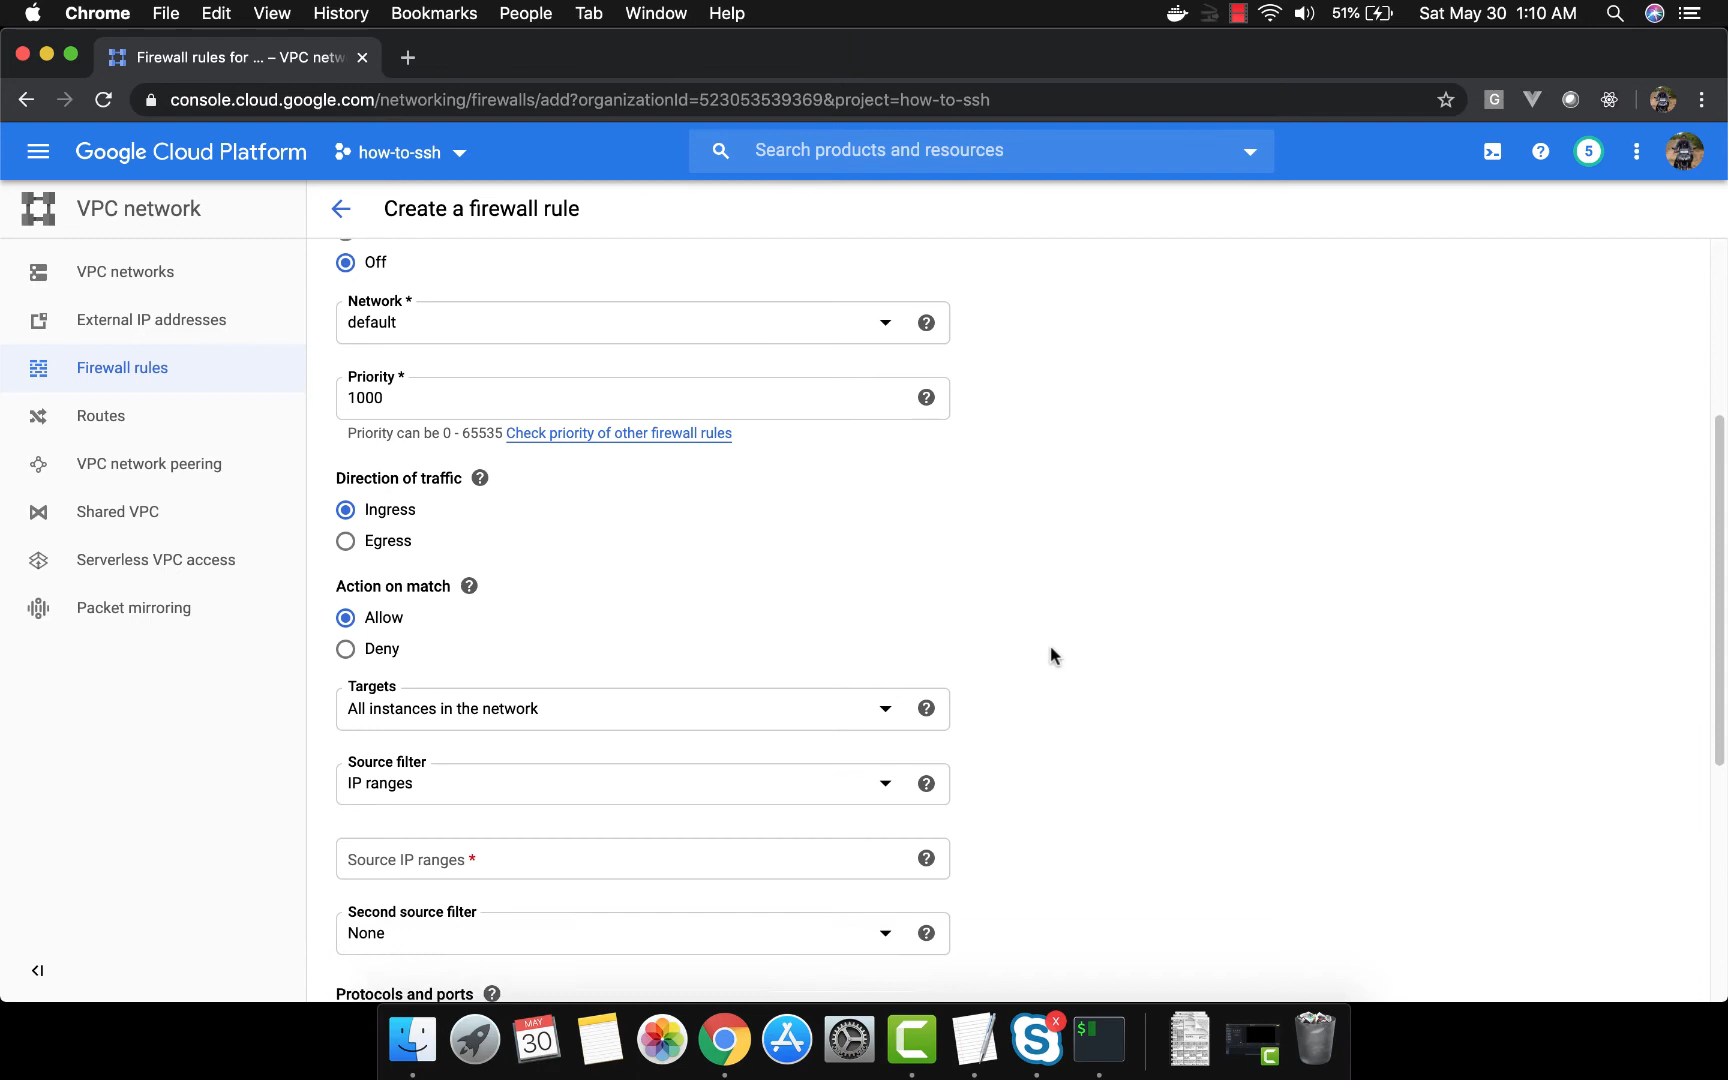 Chrome File Edit View History Bookmarks People Tab Window Help 51% Sat May 30 1:10 AM
Firewall rules for ... – VPC netw
console.cloud.google.com/networking/firewalls/add?organizationId=523053539369&project=how-to-ssh
G
Google Cloud Platform how-to-ssh Search products and resources 5
VPC network
Create a firewall rule
VPC networks
External IP addresses
Firewall rules
Routes
VPC network peering
Shared VPC
Serverless VPC access
Packet mirroring
Off
Network *
default
Priority *
1000
Priority can be 0 - 65535 Check priority of other firewall rules
Direction of traffic
Ingress
Egress
Action on match
Allow
Deny
Targets
All instances in the network
Source filter
IP ranges
Source IP ranges *
Second source filter
None
Protocols and ports
MAY
30
S
x
$